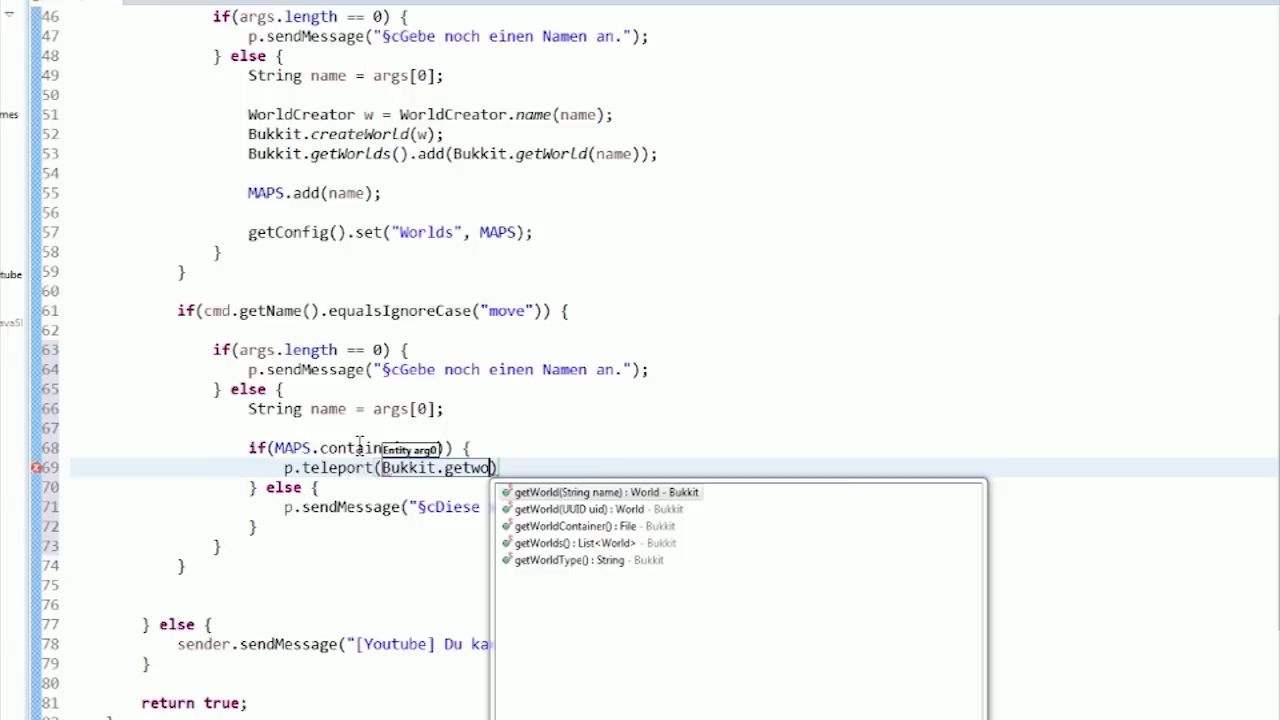 46 if(args.length == 0) {
47 p.sendMessage("§cGebe noch einen Namen an.");
48 } else {
49 String name = args[0];
50
51 WorldCreator w = WorldCreator.name(name);
52 Bukkit.createWorld(w);
53 Bukkit.getWorlds().add(Bukkit.getWorld(name));
54
55 MAPS.add(name);
56
57 getConfig().set("Worlds", MAPS);
58 }
59 }
60
61 if(cmd.getName().equalsIgnoreCase("move")) {
62
63 if(args.length == 0) {
64 p.sendMessage("§cGebe noch einen Namen an.");
65 } else {
66 String name = args[0];
67
68 if(MAPS.contain )) {
Entity arg0
69 p.teleport(Bukkit.getwo)
70 } else {
71 p.sendMessage("§cDiese
72 }
73 }
74 }
75
76
77 } else {
78 sender.sendMessage("[Youtube] Du ka
79 }
80
81 return true;
getWorld(String name) : World - Bukkit
getWorld(UUID uid) : World - Bukkit
getWorldContainer() : File - Bukkit
getWorlds() : List<World> - Bukkit
getWorldType() : String - Bukkit
mes
tube
avaSI